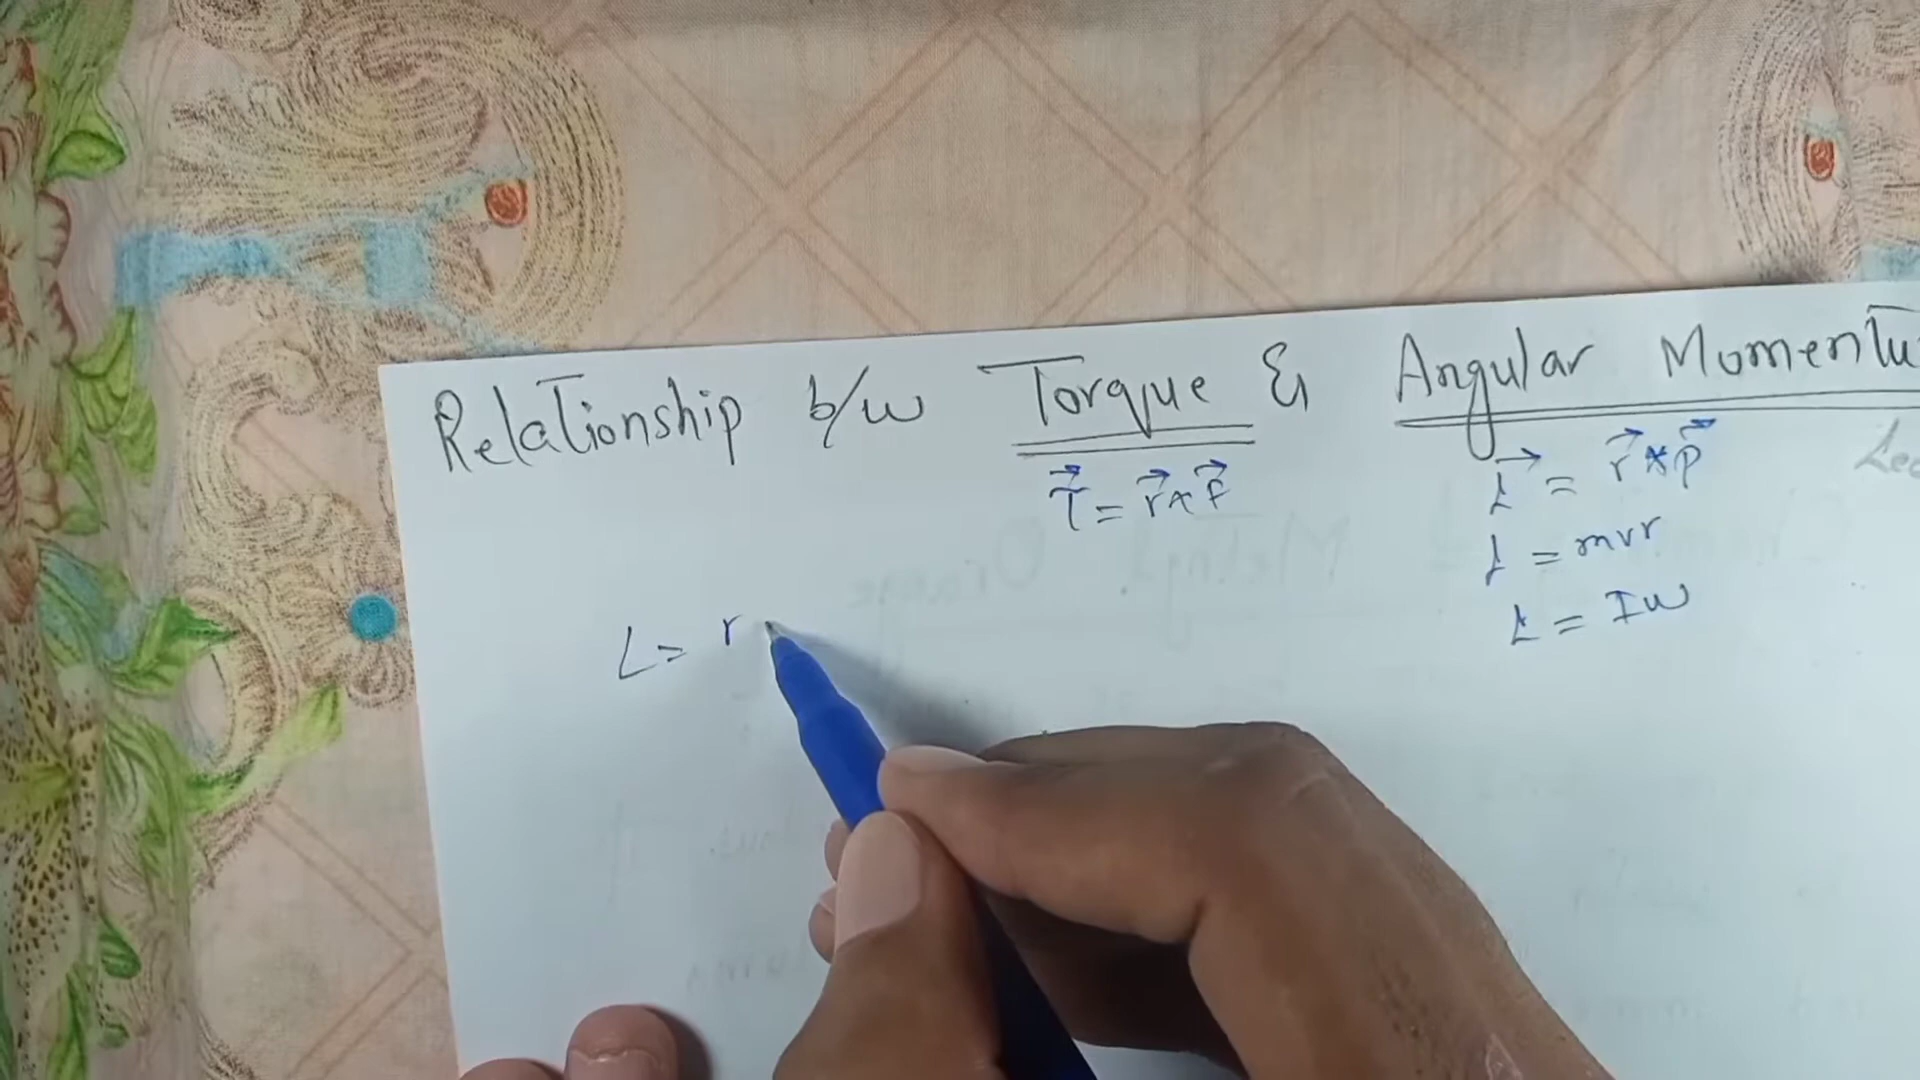 Relationship b/w Torque & Angular Momentu
τ⃗ = r⃗ × F⃗
L⃗ = r⃗ × p⃗
L = mvr
L = Iω
L = r